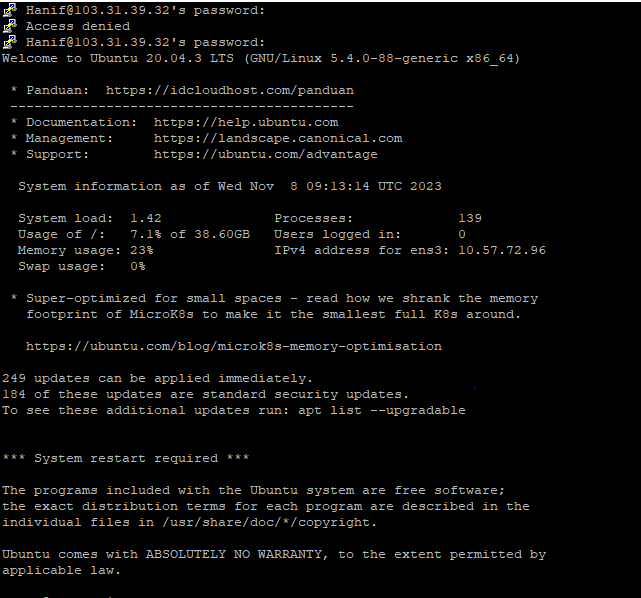 Hanif@103.31.39.32's password:
Access denied
Hanif@103.31.39.32's password:
Welcome to Ubuntu 20.04.3 LTS (GNU/Linux 5.4.0-88-generic x86_64)
* Panduan:  https://idcloudhost.com/panduan
-------------------------------------------
* Documentation:  https://help.ubuntu.com
* Management:     https://landscape.canonical.com
* Support:        https://ubuntu.com/advantage
System information as of Wed Nov  8 09:13:14 UTC 2023
System load:  1.42              Processes:             139
Usage of /:   7.1% of 38.60GB   Users logged in:       0
Memory usage: 23%               IPv4 address for ens3: 10.57.72.96
Swap usage:   0%
* Super-optimized for small spaces - read how we shrank the memory
footprint of MicroK8s to make it the smallest full K8s around.
https://ubuntu.com/blog/microk8s-memory-optimisation
249 updates can be applied immediately.
184 of these updates are standard security updates.
To see these additional updates run: apt list --upgradable
*** System restart required ***
The programs included with the Ubuntu system are free software;
the exact distribution terms for each program are described in the
individual files in /usr/share/doc/*/copyright.
Ubuntu comes with ABSOLUTELY NO WARRANTY, to the extent permitted by
applicable law.